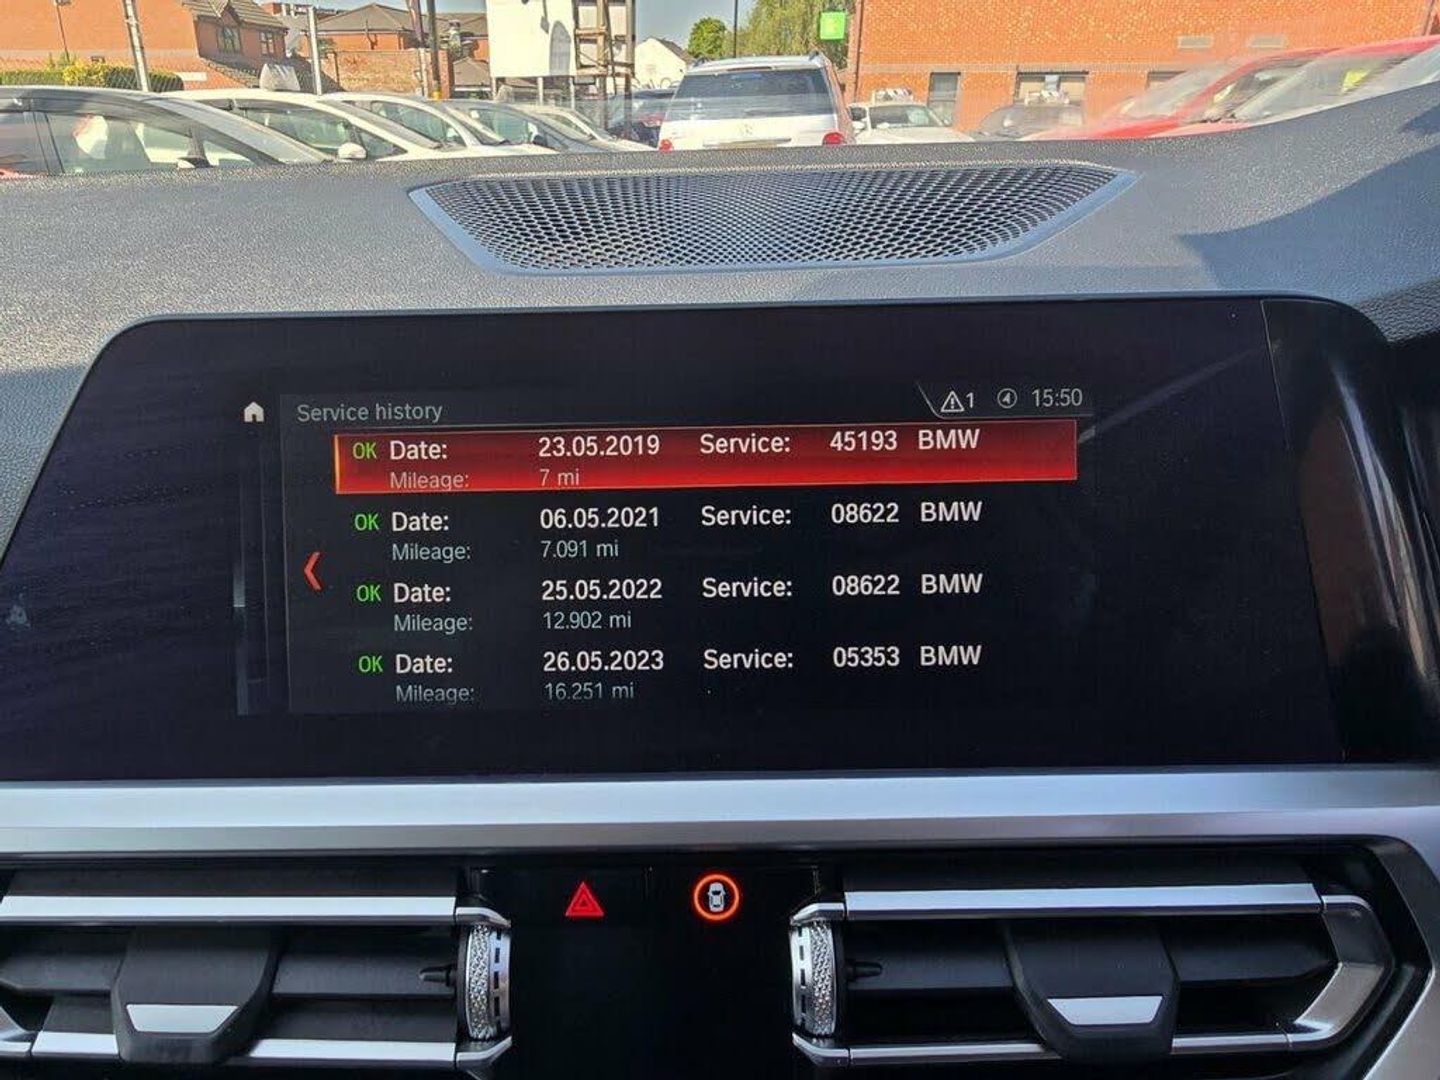 Service history 1 15:50
OK Date: 23.05.2019 Service: 45193 BMW
Mileage: 7 mi
OK Date: 06.05.2021 Service: 08622 BMW
Mileage: 7.091 mi
OK Date: 25.05.2022 Service: 08622 BMW
Mileage: 12.902 mi
OK Date: 26.05.2023 Service: 05353 BMW
Mileage: 16.251 mi